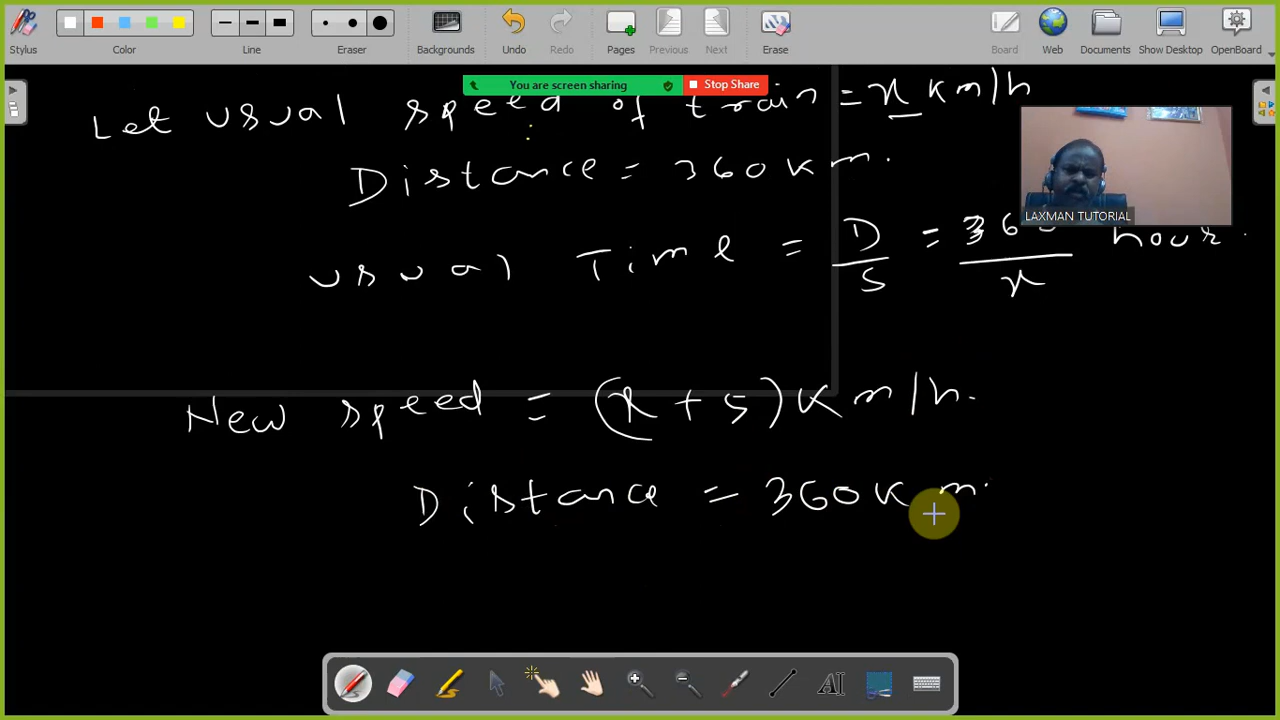 Stylus Color Line Eraser Backgrounds Undo Redo Pages Previous Next Erase Board Web Documents Show Desktop OpenBoard
You are screen sharing Stop Share
Let usual speed of train = x km/h
Distance = 360 km.
LAXMAN TUTORIAL
usual Time = D/S = 360/x hour.
New speed = (x + 5) Km/h.
Distance = 360 K m.